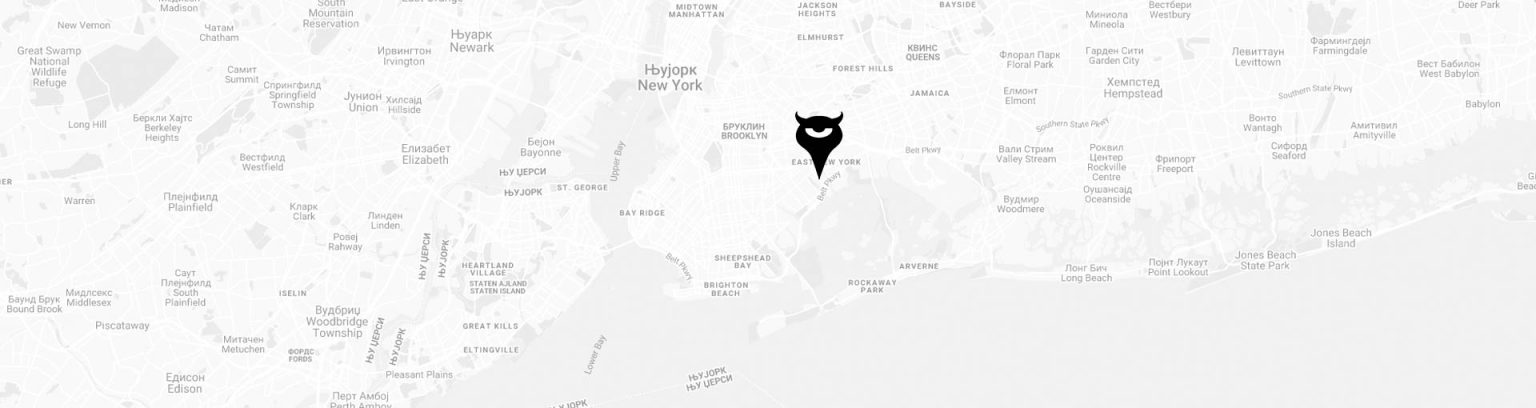 Madison
South
Mountain
Reservation
MIDTOWN
MANHATTAN
JACKSON
HEIGHTS
BAYSIDE
Вестбери
Westbury
Deer Park
New Vernon
Чатам
Chatham
Миниола
Mineola
Њуарк
Newark
ELMHURST
КВИНС
QUEENS
Флорал Парк
Floral Park
Гарден Сити
Garden City
Левиттаун
Levittown
Фармингдејл
Farmingdale
Great Swamp
National
Wildlife
Refuge
Ирвингтон
Irvington
Самит
Summit
Њујорк
New York
FOREST HILLS
Вест Бабилон
West Babylon
Спрингфилд
Springfield
Township
Јунион
Union
Хилсајд
Hillside
JAMAICA
Елмонт
Elmont
Хемпстед
Hempstead
Southern State Pkwy
Babylon
Long Hill
Беркли Хајтс
Berkeley
Heights
БРУКЛИН
BROOKLYN
Southern State Pkwy
Вонто
Wantagh
Амитивил
Amityville
Елизабет
Elizabeth
Бејон
Bayonne
Upper Bay
EAST NEW YORK
Belt Pkwy
Вали Стрим
Valley Stream
Роквил
Центер
Rockville
Centre
Фрипорт
Freeport
Сифорд
Seaford
Вестфилд
Westfield
ЊУ ЏЕРСИ
ЊУЈОРК
ST. GEORGE
Belt Pkwy
Оушансајд
Oceanside
Warren
Плејнфилд
Plainfield
Кларк
Clark
Линден
Linden
BAY RIDGE
Вудмир
Woodmere
Ровеј
Rahway
ЊУ ЏЕРСИ
ЊУЈОРК
Jones Beach
Island
HEARTLAND
VILLAGE
Belt Pkwy
SHEEPSHEAD
BAY
ARVERNE
Лонг Бич
Long Beach
Појнт Лукаут
Point Lookout
Jones Beach
State Park
Саут
Плејнфилд
South
Plainfield
СТАТЕН АЈЛАНД
STATEN ISLAND
BRIGHTON
BEACH
ROCKAWAY
PARK
Баунд Брук
Bound Brook
Мидлсекс
Middlesex
ISELIN
Вудбриџ
Woodbridge
Township
Piscataway
GREAT KILLS
Митачен
Metuchen
ФОРДС
FORDS
ЊУ ЏЕРСИ
ЊУЈОРК
ELTINGVILLE
Lower Bay
Едисон
Edison
Pleasant Plains
ЊУЈОРК
ЊУ ЏЕРСИ
Перт Амбој
Perth Amboy